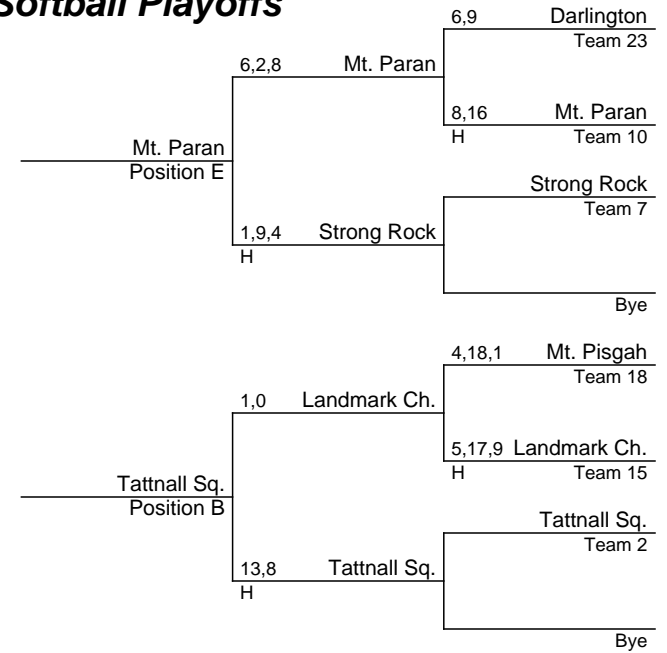 Softball Playoffs
6,9 Darlington
Team 23
6,2,8 Mt. Paran
8,16 Mt. Paran
H Team 10
Mt. Paran
Position E
Strong Rock
Team 7
1,9,4 Strong Rock
H
Bye
4,18,1 Mt. Pisgah
Team 18
1,0 Landmark Ch.
5,17,9 Landmark Ch.
H Team 15
Tattnall Sq.
Position B
Tattnall Sq.
Team 2
13,8 Tattnall Sq.
H
Bye